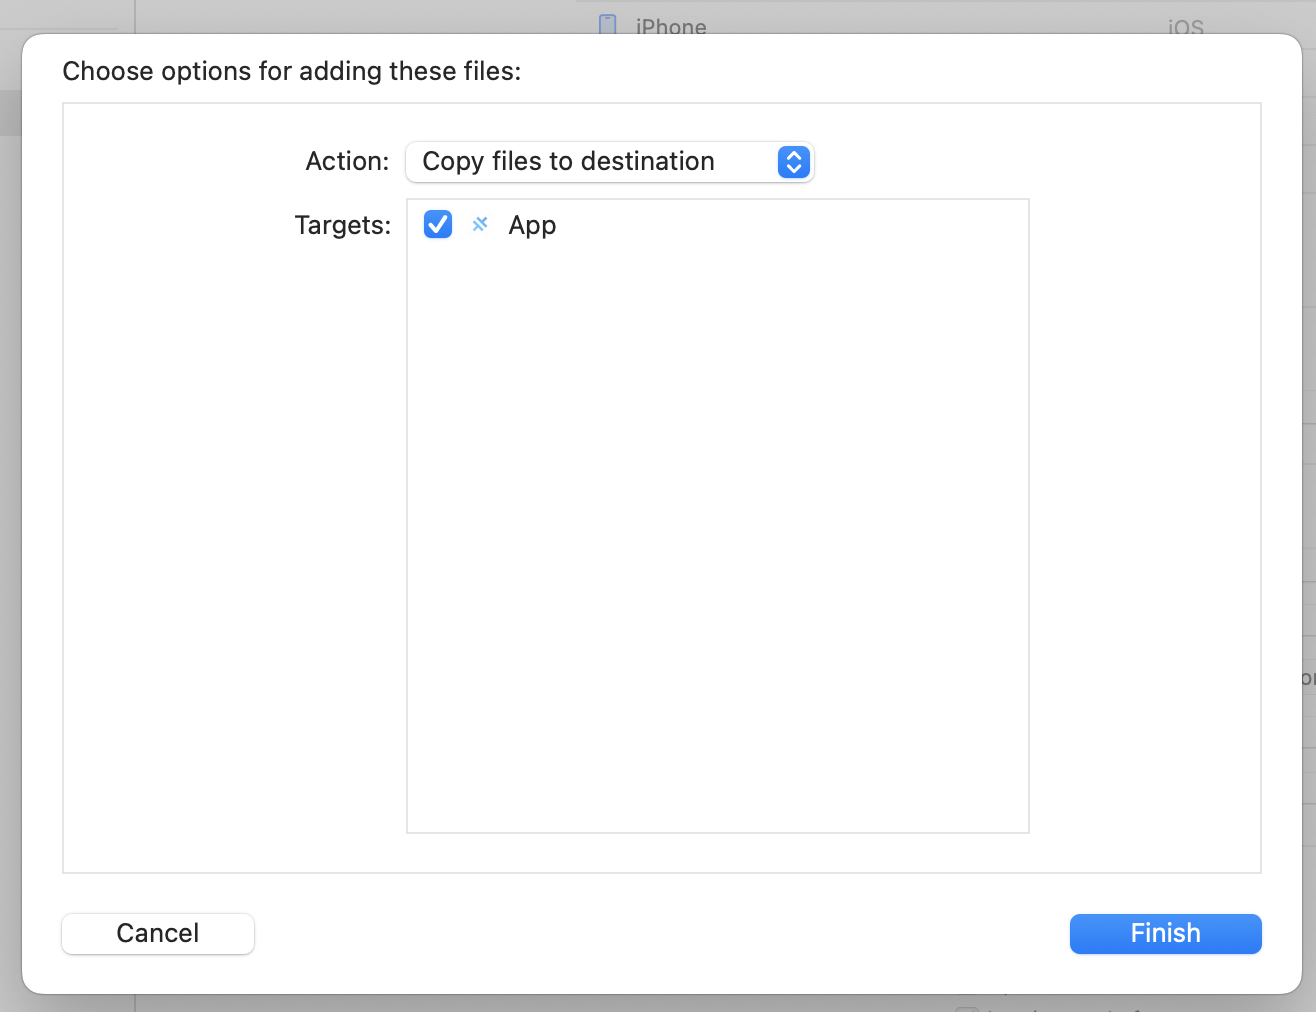 iPhone iOS
Choose options for adding these files:
Action: Copy files to destination
Targets: App
Cancel Finish